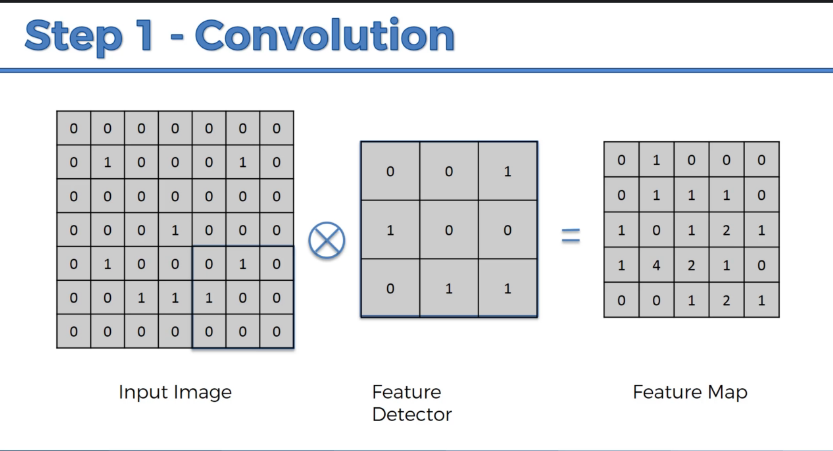 Step 1 - Convolution
0 0 0 0 0 0 0
0 1 0 0 0 1 0
0 0 0 0 0 0 0
0 0 0 1 0 0 0
0 1 0 0 0 1 0
0 0 1 1 1 0 0
0 0 0 0 0 0 0
Input Image
0 0 1
1 0 0
0 1 1
Feature
Detector
=
0 1 0 0 0
0 1 1 1 0
1 0 1 2 1
1 4 2 1 0
0 0 1 2 1
Feature Map